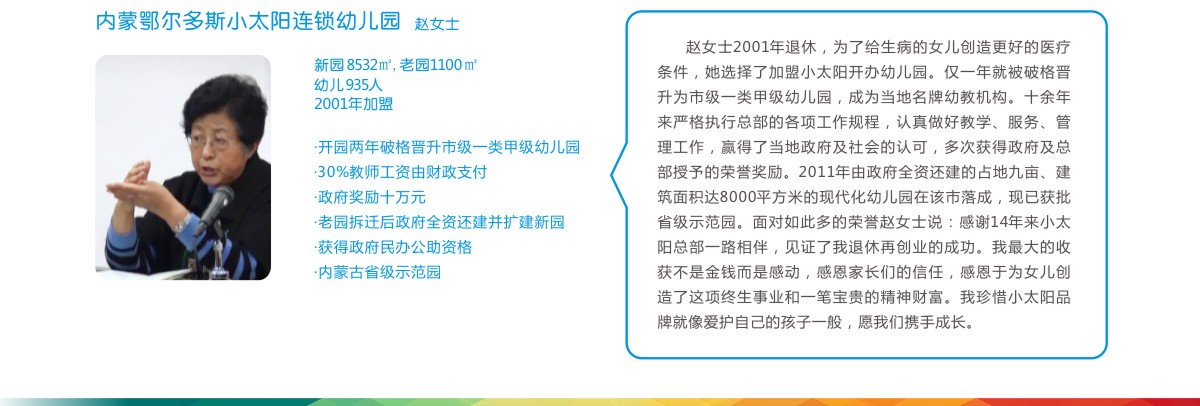 内蒙鄂尔多斯小太阳连锁幼儿园 赵女士
新园8532㎡, 老园1100㎡
幼儿935人
2001年加盟
·开园两年破格晋升市级一类甲级幼儿园
·30%教师工资由财政支付
·政府奖励十万元
·老园拆迁后政府全资还建并扩建新园
·获得政府民办公助资格
·内蒙古省级示范园
赵女士2001年退休，为了给生病的女儿创造更好的医疗
条件，她选择了加盟小太阳开办幼儿园。仅一年就被破格晋
升为市级一类甲级幼儿园，成为当地名牌幼教机构。十余年
来严格执行总部的各项工作规程，认真做好教学、服务、管
理工作，赢得了当地政府及社会的认可，多次获得政府及总
部授予的荣誉奖励。2011年由政府全资还建的占地九亩、建
筑面积达8000平方米的现代化幼儿园在该市落成，现已获批
省级示范园。面对如此多的荣誉赵女士说：感谢14年来小太
阳总部一路相伴，见证了我退休再创业的成功。我最大的收
获不是金钱而是感动，感恩家长们的信任，感恩于为女儿创
造了这项终生事业和一笔宝贵的精神财富。我珍惜小太阳品
牌就像爱护自己的孩子一般，愿我们携手成长。